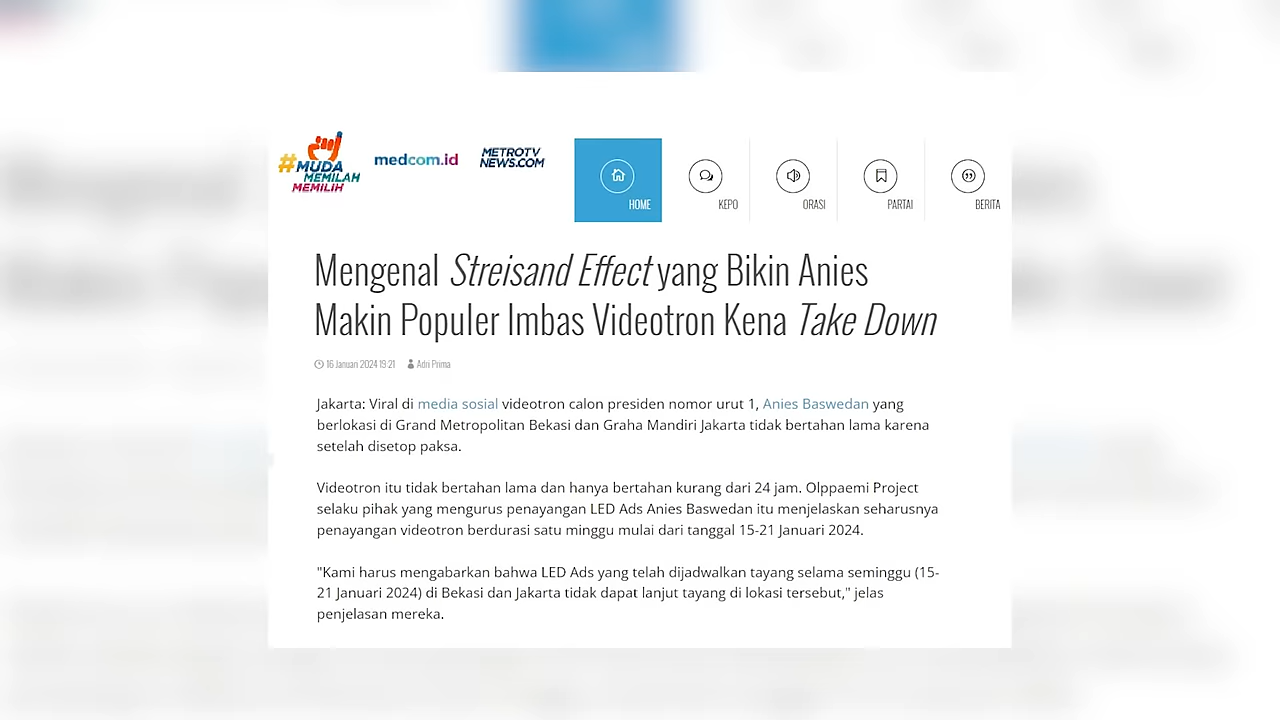 #MUDA
MEMILAH
MEMILIH
medcom.id
METROTV
NEWS.COM
HOME
KEPO
ORASI
PARTAI
BERITA
Mengenal Streisand Effect yang Bikin Anies
Makin Populer Imbas Videotron Kena Take Down
16 Januari 2024 19:21 Adri Prima
Jakarta: Viral di media sosial videotron calon presiden nomor urut 1, Anies Baswedan yang
berlokasi di Grand Metropolitan Bekasi dan Graha Mandiri Jakarta tidak bertahan lama karena
setelah disetop paksa.
Videotron itu tidak bertahan lama dan hanya bertahan kurang dari 24 jam. Olppaemi Project
selaku pihak yang mengurus penayangan LED Ads Anies Baswedan itu menjelaskan seharusnya
penayangan videotron berdurasi satu minggu mulai dari tanggal 15-21 Januari 2024.
"Kami harus mengabarkan bahwa LED Ads yang telah dijadwalkan tayang selama seminggu (15-
21 Januari 2024) di Bekasi dan Jakarta tidak dapat lanjut tayang di lokasi tersebut," jelas
penjelasan mereka.